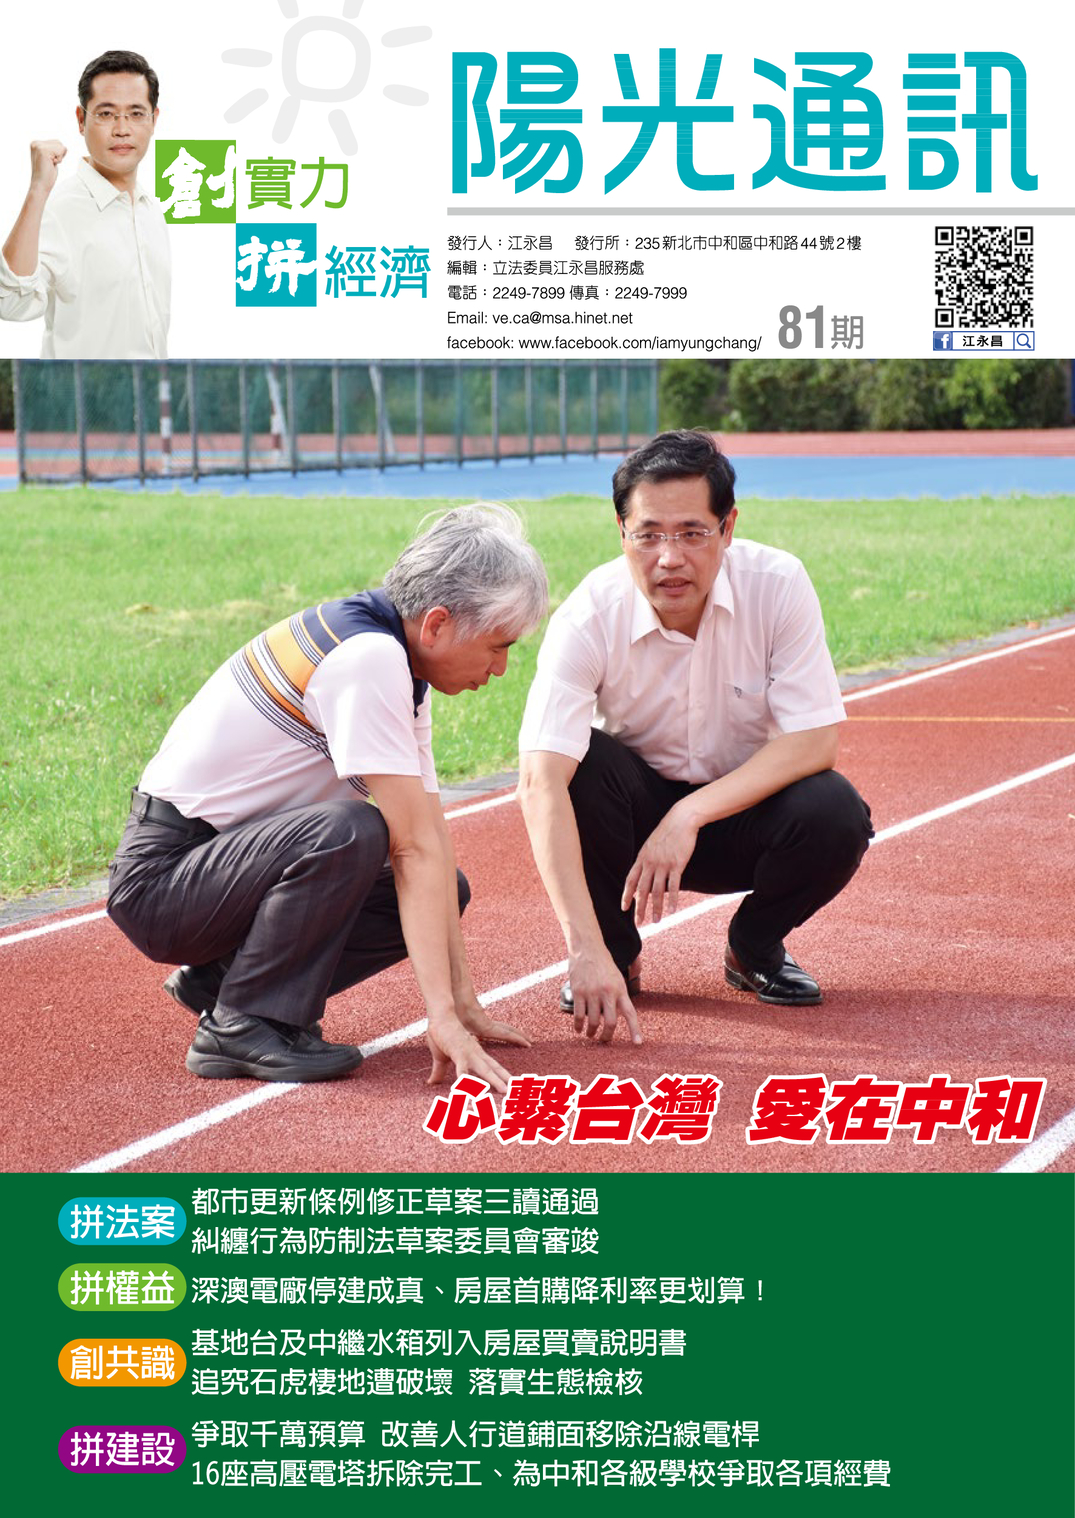 陽光通訊
創實力
拼經濟
發行人：江永昌　發行所：235新北市中和區中和路44號2樓
編輯：立法委員江永昌服務處
電話：2249-7899 傳真：2249-7999
Email: ve.ca@msa.hinet.net
facebook: www.facebook.com/iamyungchang/
81期
江永昌
心繫台灣 愛在中和
拼法案
都市更新條例修正草案三讀通過
糾纏行為防制法草案委員會審竣
拼權益
深澳電廠停建成真、房屋首購降利率更划算！
創共識
基地台及中繼水箱列入房屋買賣說明書
追究石虎棲地遭破壞 落實生態檢核
拼建設
爭取千萬預算 改善人行道鋪面移除沿線電桿
16座高壓電塔拆除完工、為中和各級學校爭取各項經費